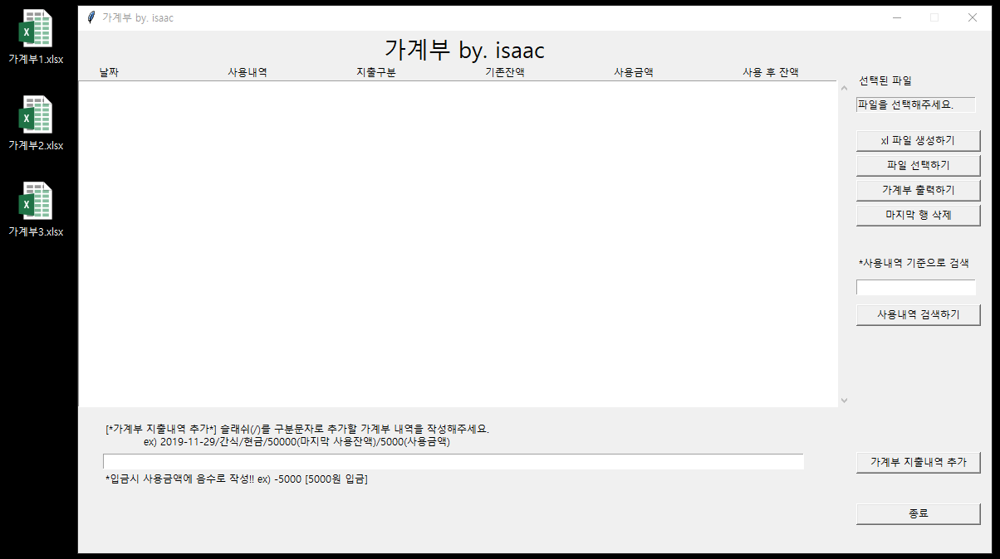 가계부1.xlsx
가계부2.xlsx
가계부3.xlsx
가계부 by. isaac
가계부 by. isaac
날짜 사용내역 지출구분 기존잔액 사용금액 사용 후 잔액
선택된 파일
파일을 선택해주세요.
xl 파일 생성하기
파일 선택하기
가계부 출력하기
마지막 행 삭제
*사용내역 기준으로 검색
사용내역 검색하기
[*가계부 지출내역 추가*] 슬래쉬(/)를 구분문자로 추가할 가계부 내역을 작성해주세요.
ex) 2019-11-29/간식/현금/50000(마지막 사용잔액)/5000(사용금액)
*입금시 사용금액에 음수로 작성!! ex) -5000 [5000원 입금]
가계부 지출내역 추가
종료